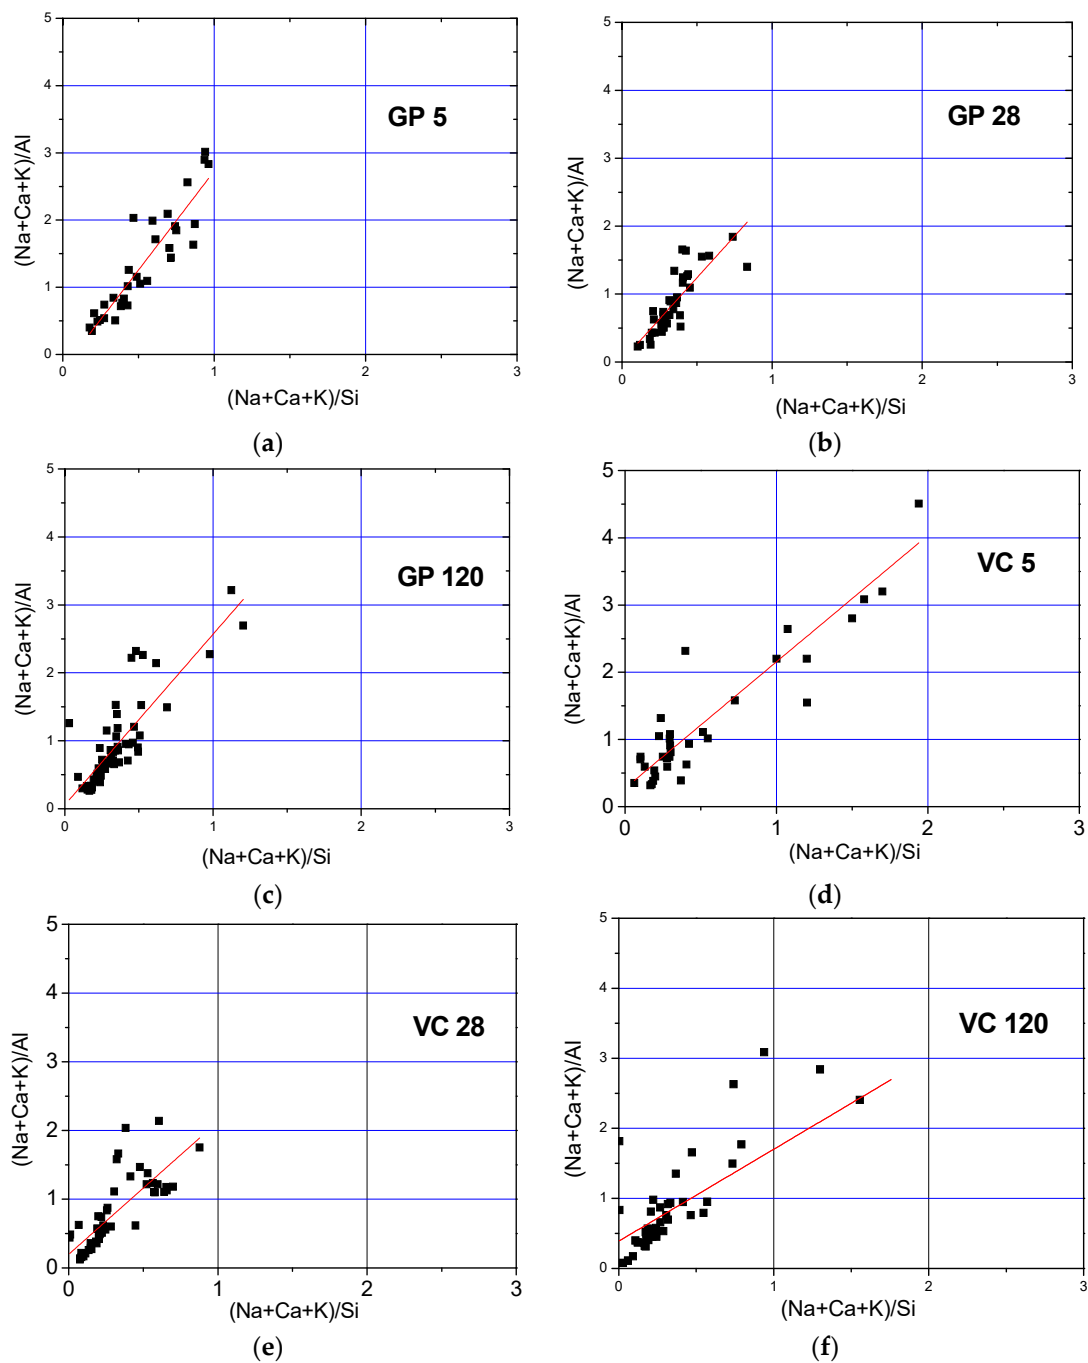 5
4
3
2
1
0
(Na+Ca+K)/Al
GP 5
0 1 2 3
(Na+Ca+K)/Si
(a)
5
4
3
2
1
0
(Na+Ca+K)/Al
GP 28
0 1 2 3
(Na+Ca+K)/Si
(b)
5
4
3
2
1
0
(Na+Ca+K)/Al
GP 120
0 1 2 3
(Na+Ca+K)/Si
(c)
5
4
3
2
1
0
(Na+Ca+K)/Al
VC 5
0 1 2 3
(Na+Ca+K)/Si
(d)
5
4
3
2
1
0
(Na+Ca+K)/Al
VC 28
0 1 2 3
(Na+Ca+K)/Si
(e)
5
4
3
2
1
0
(Na+Ca+K)/Al
VC 120
0 1 2 3
(Na+Ca+K)/Si
(f)